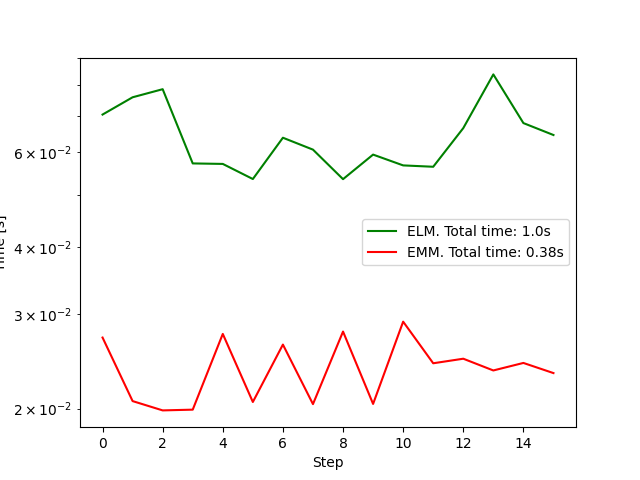 6 × 10⁻²
4 × 10⁻²
3 × 10⁻²
2 × 10⁻²
ELM. Total time: 1.0s
EMM. Total time: 0.38s
0 2 4 6 8 10 12 14
Step